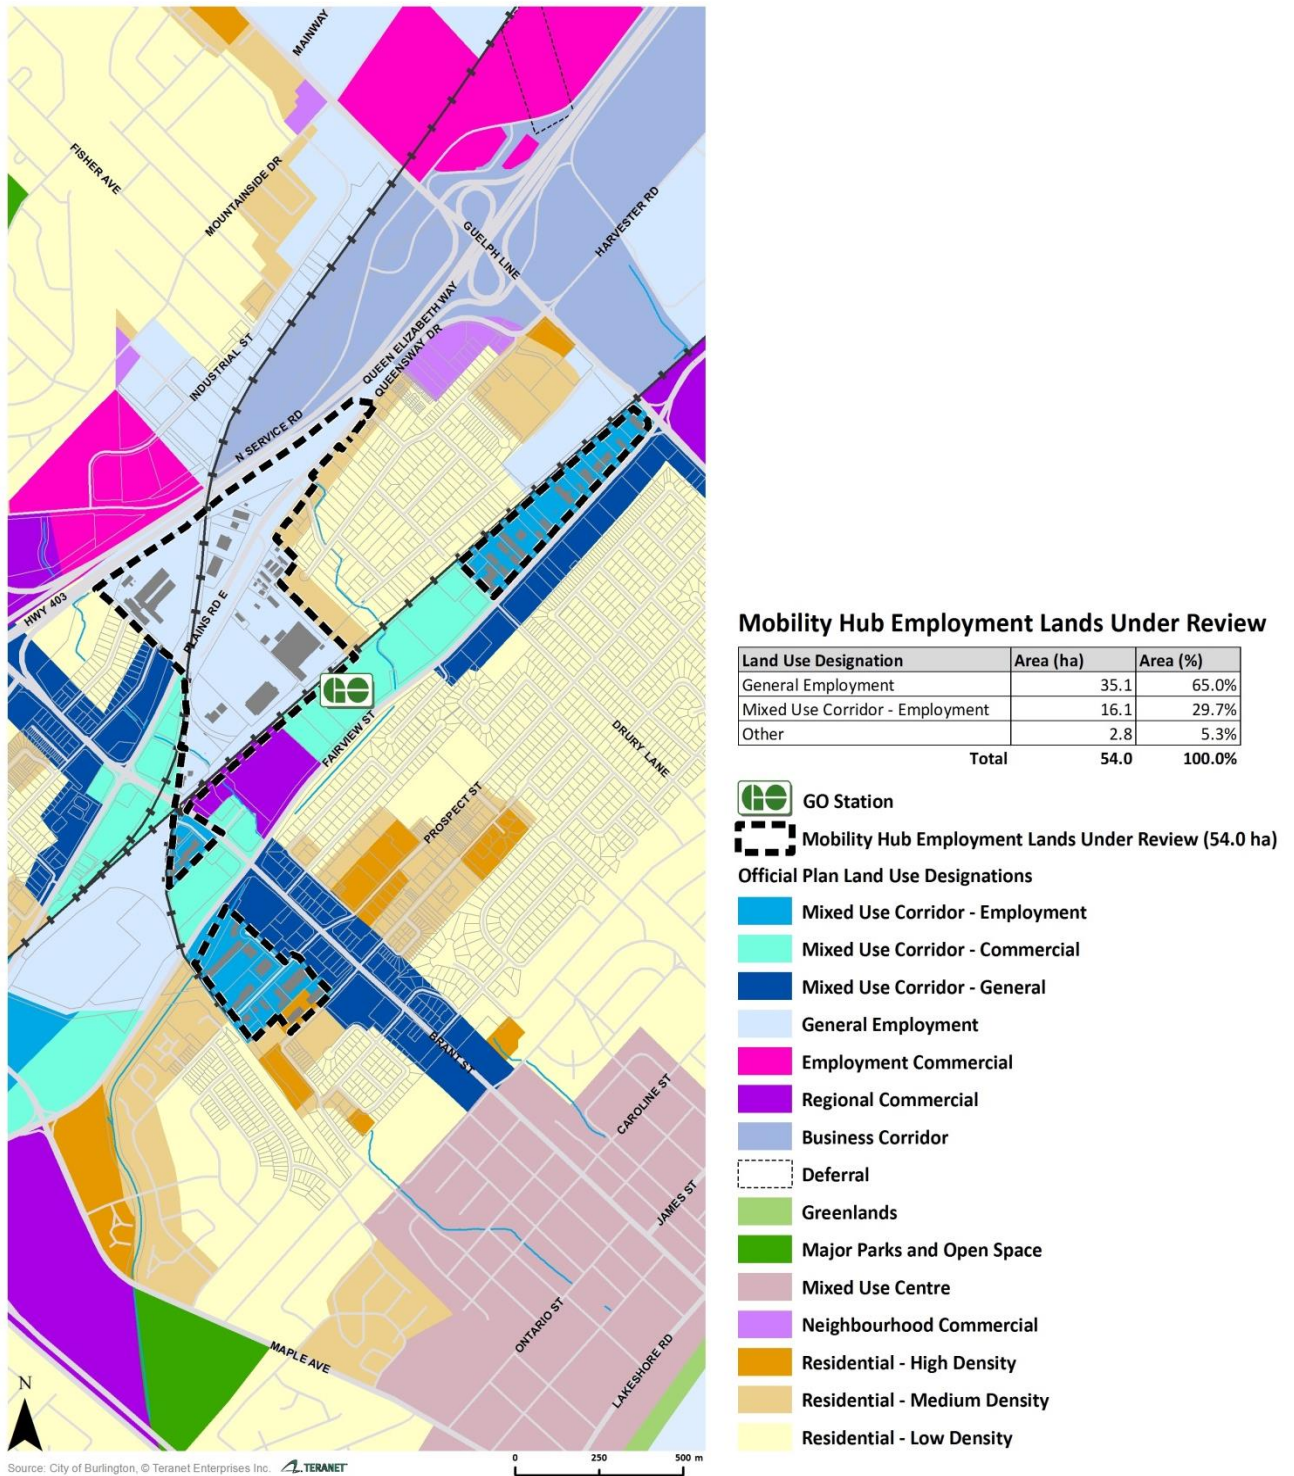 MAINWAY
FISHER AVE
MOUNTAINSIDE DR
GUELPH LINE
HARVESTER RD
QUEEN ELIZABETH WAY
QUEENSWAY DR
INDUSTRIAL ST
N SERVICE RD
HWY 403
PLAINS RD E
GO
FAIRVIEW ST
DRURY LANE
PROSPECT ST
BRANT ST
CAROLINE ST
JAMES ST
ONTARIO ST
LAKESHORE RD
MAPLE AVE
N
Source: City of Burlington, © Teranet Enterprises Inc. TERANET
0 250 500 m
Mobility Hub Employment Lands Under Review
Land Use Designation Area (ha) Area (%)
General Employment 35.1 65.0%
Mixed Use Corridor - Employment 16.1 29.7%
Other 2.8 5.3%
Total 54.0 100.0%
GO GO Station
Mobility Hub Employment Lands Under Review (54.0 ha)
Official Plan Land Use Designations
Mixed Use Corridor - Employment
Mixed Use Corridor - Commercial
Mixed Use Corridor - General
General Employment
Employment Commercial
Regional Commercial
Business Corridor
Deferral
Greenlands
Major Parks and Open Space
Mixed Use Centre
Neighbourhood Commercial
Residential - High Density
Residential - Medium Density
Residential - Low Density